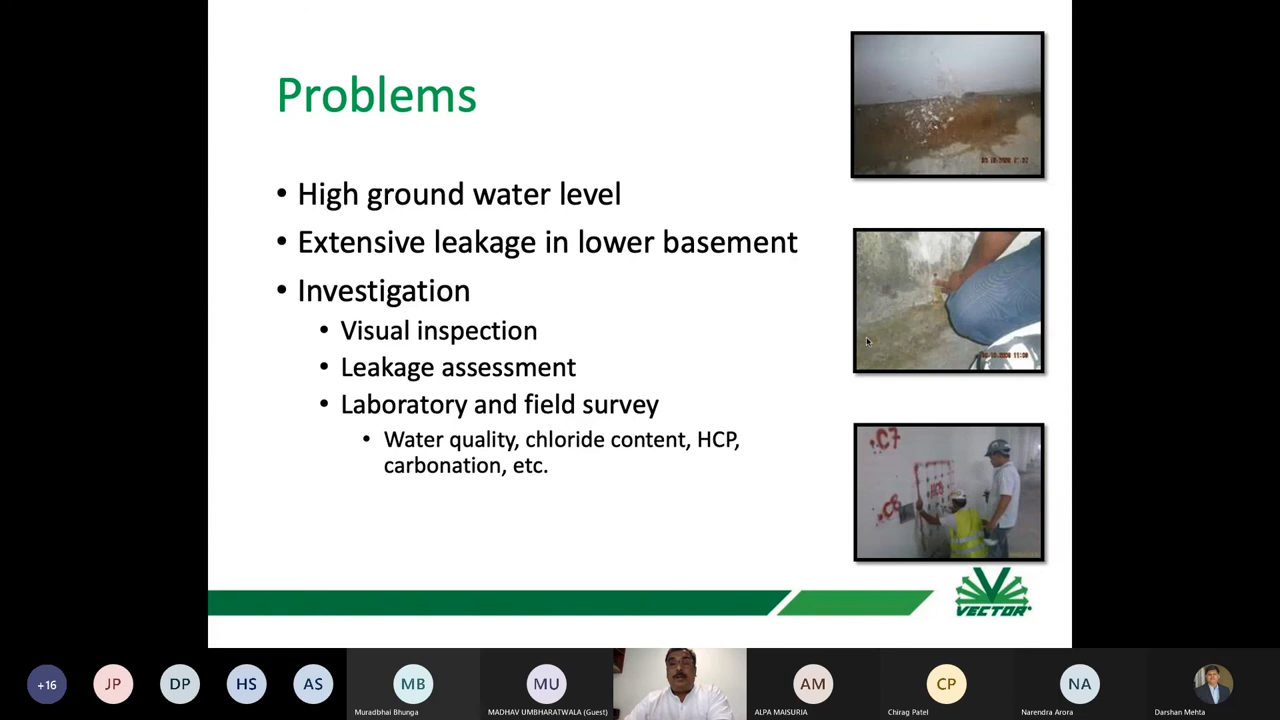 Problems
• High ground water level
• Extensive leakage in lower basement
• Investigation
• Visual inspection
• Leakage assessment
• Laboratory and field survey
• Water quality, chloride content, HCP,
carbonation, etc.
C7
C8
VECTOR
+16
JP
DP
HS
AS
MB
MU
AM
CP
NA
Muradbhai Bhunga
MADHAV UMBHARATWALA (Guest)
ALPA MAISURIA
Chirag Patel
Narendra Arora
Darshan Mehta